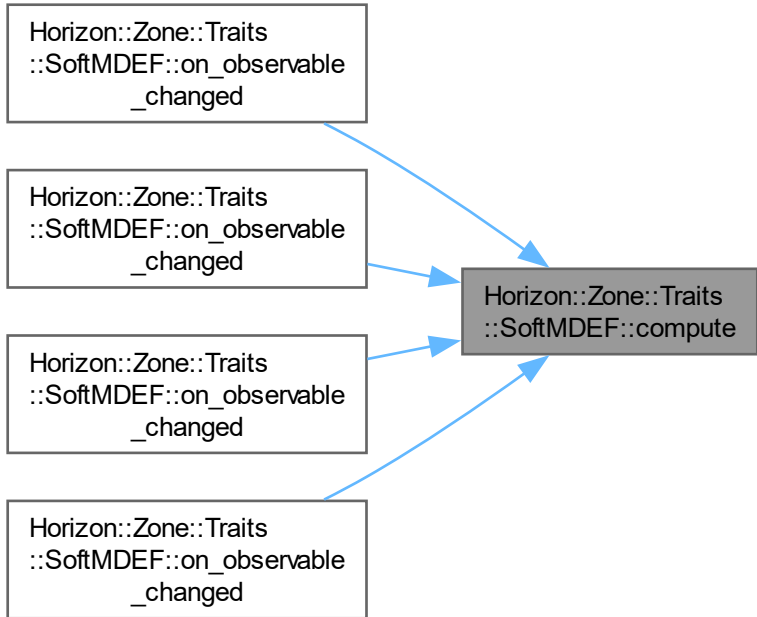 Horizon::Zone::Traits
::SoftMDEF::on_observable
_changed
Horizon::Zone::Traits
::SoftMDEF::on_observable
_changed
Horizon::Zone::Traits
::SoftMDEF::compute
Horizon::Zone::Traits
::SoftMDEF::on_observable
_changed
Horizon::Zone::Traits
::SoftMDEF::on_observable
_changed